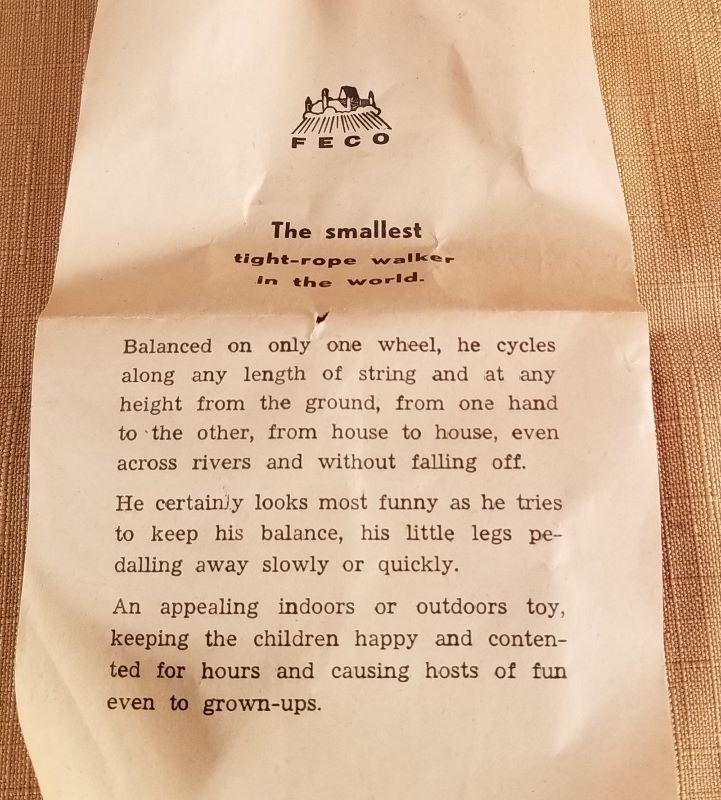 FECO
The smallest
tight-rope walker
in the world.
Balanced on only one wheel, he cycles
along any length of string and at any
height from the ground, from one hand
to the other, from house to house, even
across rivers and without falling off.
He certainly looks most funny as he tries
to keep his balance, his little legs pe-
dalling away slowly or quickly.
An appealing indoors or outdoors toy,
keeping the children happy and conten-
ted for hours and causing hosts of fun
even to grown-ups.